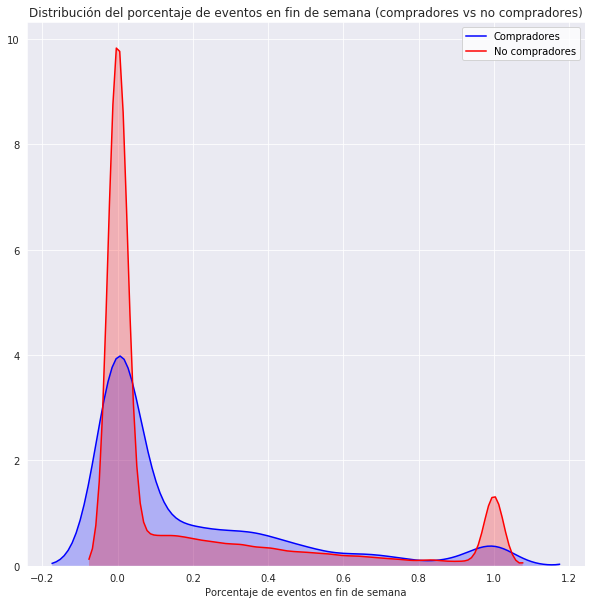 Distribución del porcentaje de eventos en fin de semana (compradores vs no compradores)
Compradores
No compradores
10
8
6
4
2
0
−0.2 0.0 0.2 0.4 0.6 0.8 1.0 1.2
Porcentaje de eventos en fin de semana